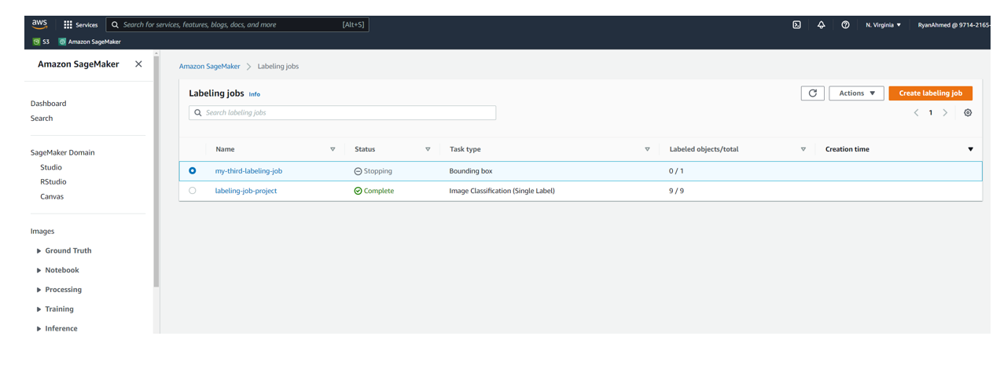 aws Services Search for services, features, blogs, docs, and more [Alt+S] N. Virginia ▼ RyanAhmed @ 9714-2165-
S3 Amazon SageMaker
Amazon SageMaker
Dashboard
Search
SageMaker Domain
Studio
RStudio
Canvas
Images
Ground Truth
Notebook
Processing
Training
Inference
Amazon SageMaker > Labeling jobs
Labeling jobs Info
Actions ▼ Create labeling job
Search labeling jobs
< 1 >
Name Status Task type Labeled objects/total Creation time
my-third-labeling-job Stopping Bounding box 0 / 1
labeling-job-project Complete Image Classification (Single Label) 9 / 9